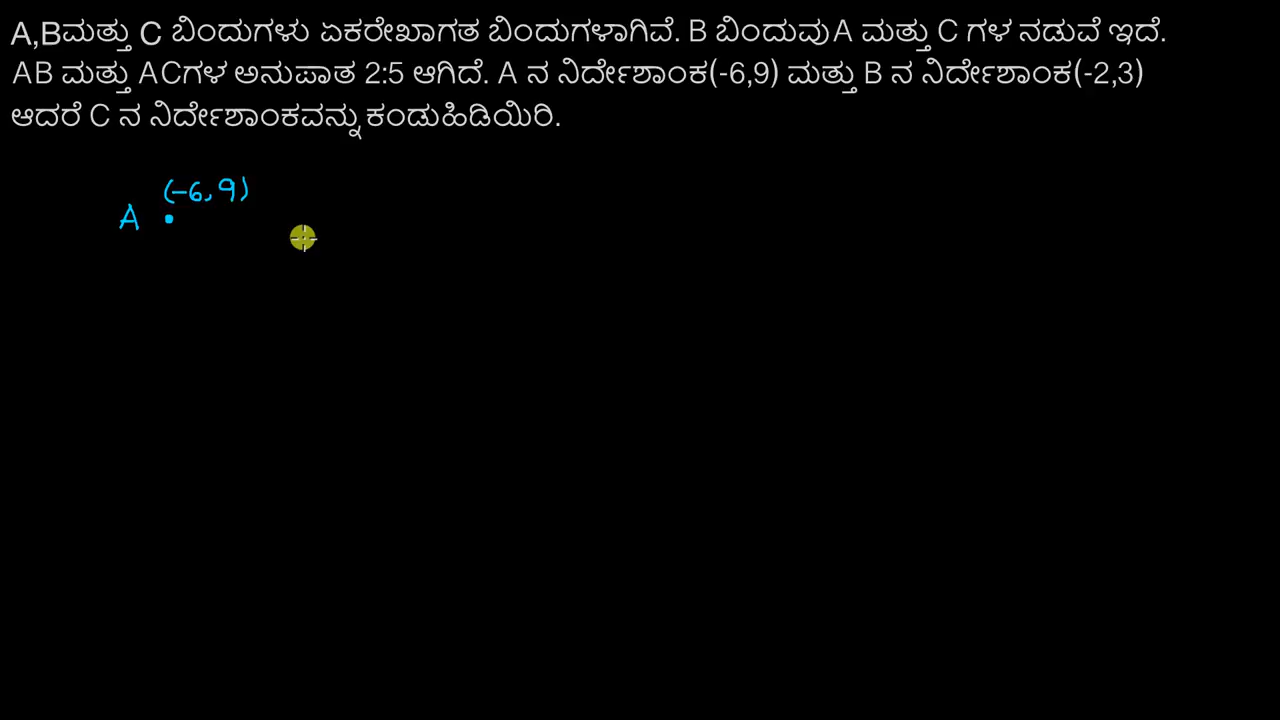 A,Bಮತ್ತು C ಬಿಂದುಗಳು ಏಕರೇಖಾಗತ ಬಿಂದುಗಳಾಗಿವೆ. B ಬಿಂದುವು A ಮತ್ತು C ಗಳ ನಡುವೆ ಇದೆ.
AB ಮತ್ತು ACಗಳ ಅನುಪಾತ 2:5 ಆಗಿದೆ. A ನ ನಿರ್ದೇಶಾಂಕ(-6,9) ಮತ್ತು B ನ ನಿರ್ದೇಶಾಂಕ(-2,3)
ಆದರೆ C ನ ನಿರ್ದೇಶಾಂಕವನ್ನು ಕಂಡುಹಿಡಿಯಿರಿ.
(-6,9)
A